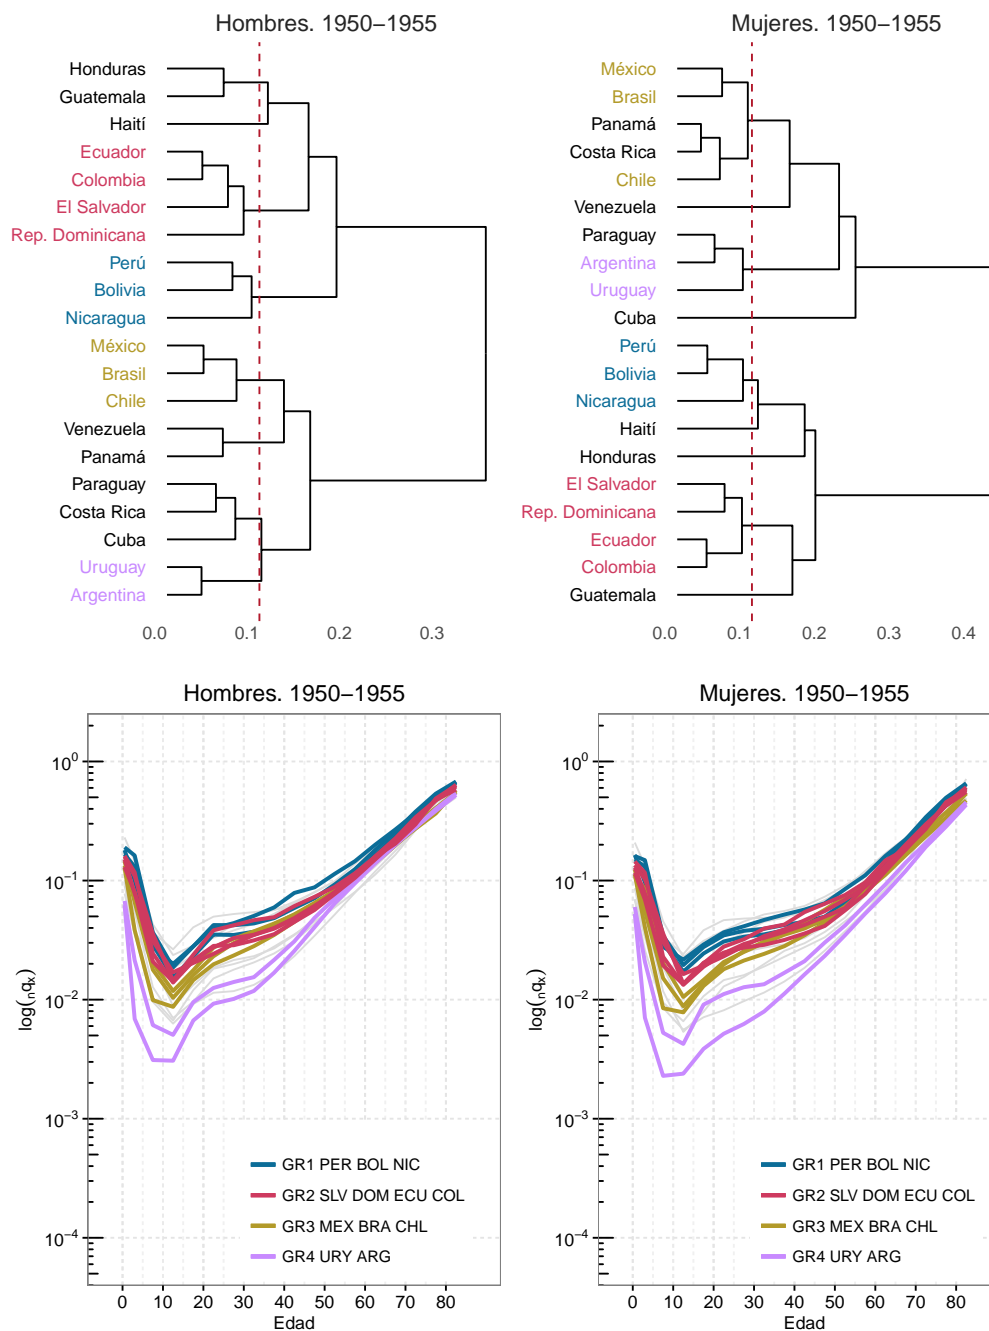 Hombres. 1950−1955
Honduras
Guatemala
Haití
Ecuador
Colombia
El Salvador
Rep. Dominicana
Perú
Bolivia
Nicaragua
México
Brasil
Chile
Venezuela
Panamá
Paraguay
Costa Rica
Cuba
Uruguay
Argentina
0.0 0.1 0.2 0.3
Mujeres. 1950−1955
México
Brasil
Panamá
Costa Rica
Chile
Venezuela
Paraguay
Argentina
Uruguay
Cuba
Perú
Bolivia
Nicaragua
Haití
Honduras
El Salvador
Rep. Dominicana
Ecuador
Colombia
Guatemala
0.0 0.1 0.2 0.3 0.4
Hombres. 1950−1955
log(nqx)
10^0
10^−1
10^−2
10^−3
10^−4
GR1 PER BOL NIC
GR2 SLV DOM ECU COL
GR3 MEX BRA CHL
GR4 URY ARG
0 10 20 30 40 50 60 70 80
Edad
Mujeres. 1950−1955
log(nqx)
10^0
10^−1
10^−2
10^−3
10^−4
GR1 PER BOL NIC
GR2 SLV DOM ECU COL
GR3 MEX BRA CHL
GR4 URY ARG
0 10 20 30 40 50 60 70 80
Edad